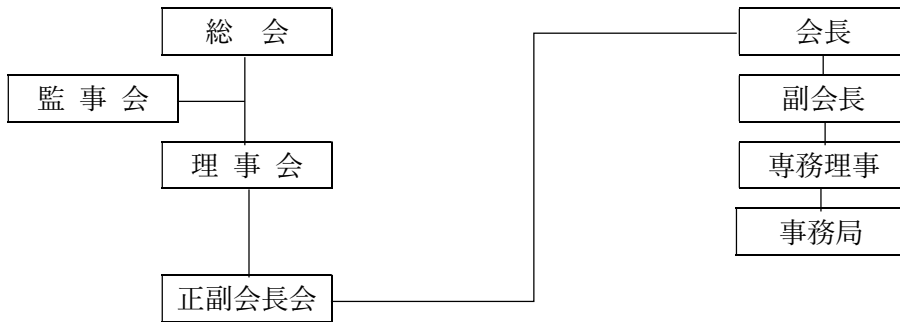 総　会
監 事 会
理 事 会
正副会長会
会長
副会長
専務理事
事務局